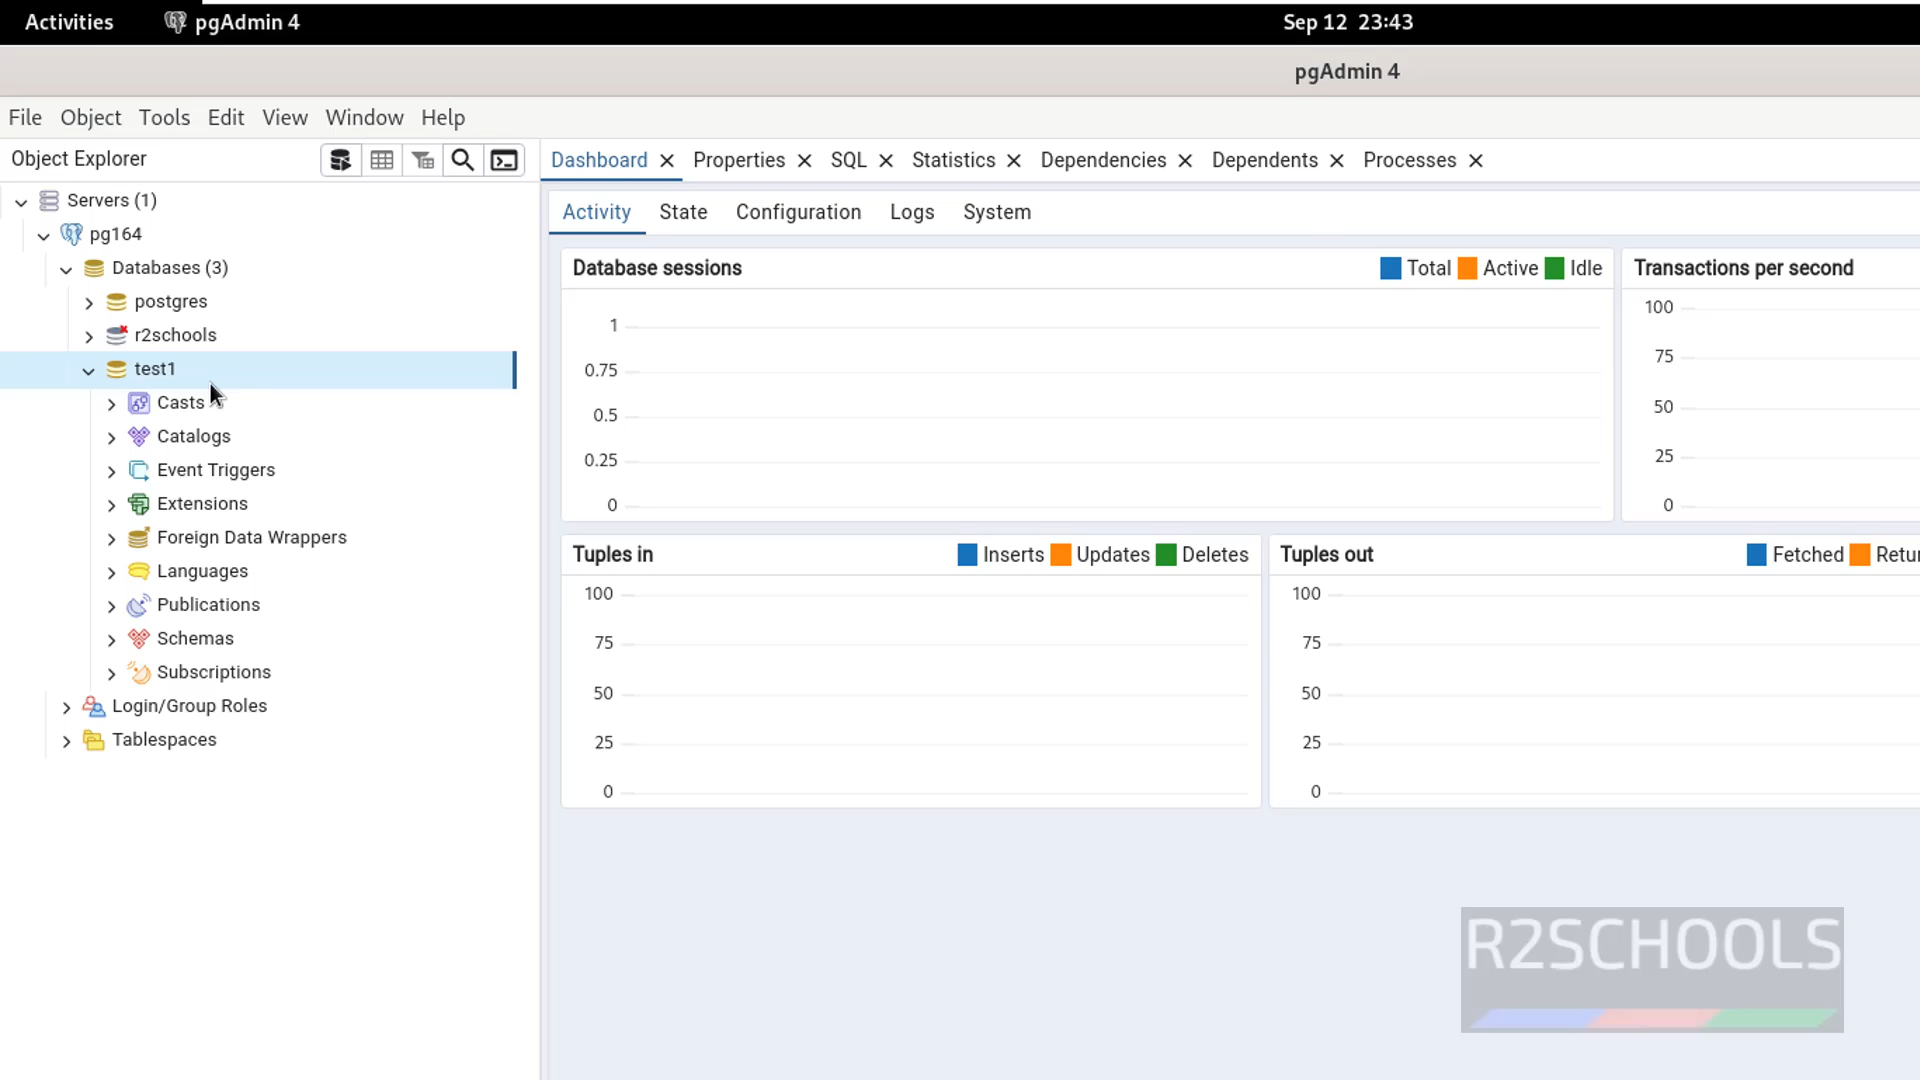 Activities pgAdmin 4 Sep 12 23:43
pgAdmin 4
File Object Tools Edit View Window Help
Object Explorer
Dashboard Properties SQL Statistics Dependencies Dependents Processes
Servers (1)
pg164
Databases (3)
postgres
r2schools
test1
Casts
Catalogs
Event Triggers
Extensions
Foreign Data Wrappers
Languages
Publications
Schemas
Subscriptions
Login/Group Roles
Tablespaces
Activity State Configuration Logs System
Database sessions Total Active Idle
1
0.75
0.5
0.25
0
Transactions per second
100
75
50
25
0
Tuples in Inserts Updates Deletes
100
75
50
25
0
Tuples out Fetched Retur
100
75
50
25
0
R2SCHOOLS